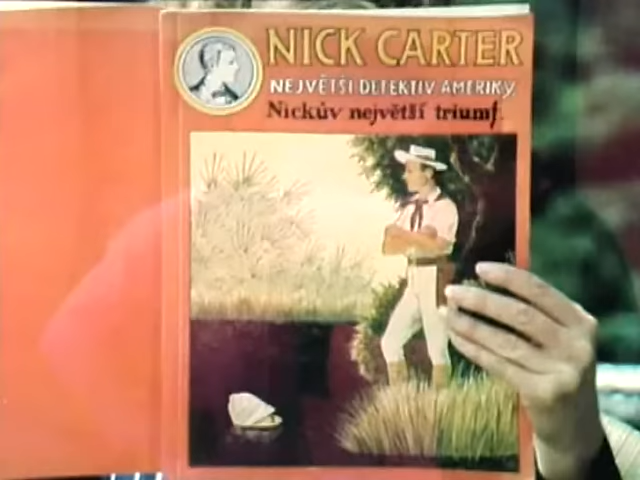 NICK CARTER
NEJVĚTŠÍ DETEKTIV AMERIKY.
Nickův největší triumf.